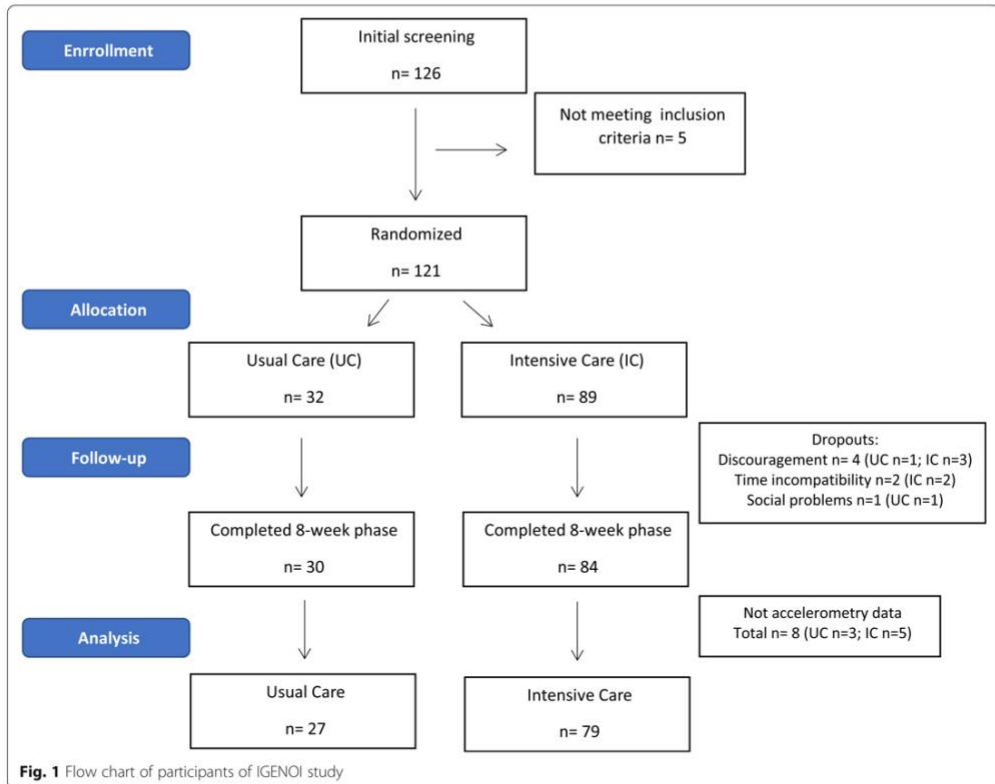 Enrrollment
Initial screening
n= 126
Not meeting inclusion
criteria n= 5
Randomized
n= 121
Allocation
Usual Care (UC)
n= 32
Intensive Care (IC)
n= 89
Follow-up
Dropouts:
Discouragement n= 4 (UC n=1; IC n=3)
Time incompatibility n=2 (IC n=2)
Social problems n=1 (UC n=1)
Completed 8-week phase
n= 30
Completed 8-week phase
n= 84
Analysis
Not accelerometry data
Total n= 8 (UC n=3; IC n=5)
Usual Care
n= 27
Intensive Care
n= 79
Fig. 1 Flow chart of participants of IGENOI study